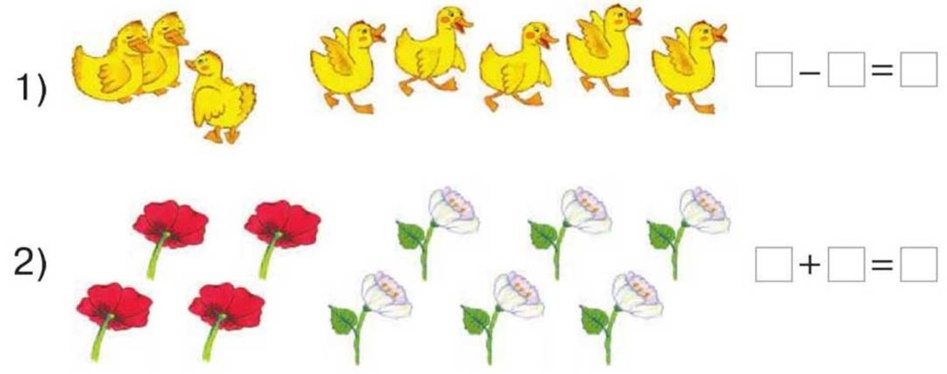 1) □ – □ = □
2) □ + □ = □